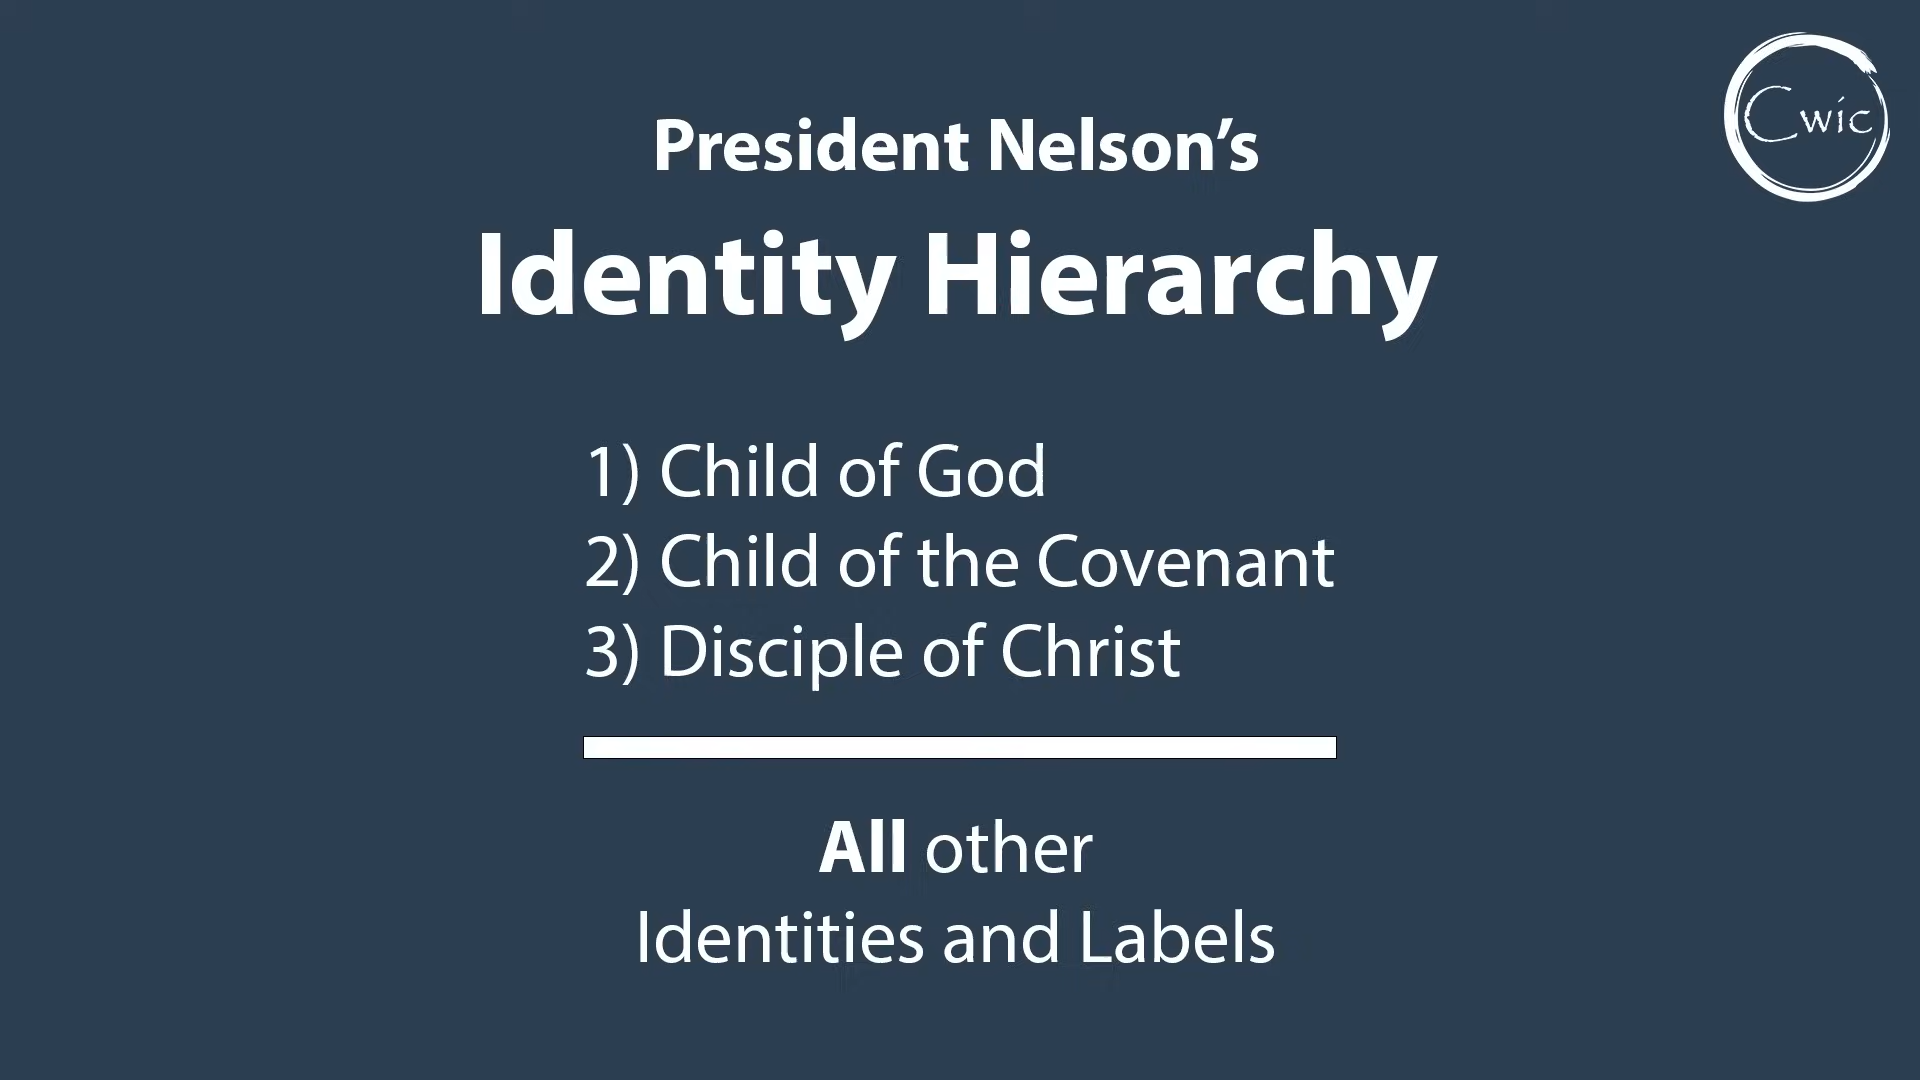 Cwic
President Nelson’s
Identity Hierarchy
1) Child of God
2) Child of the Covenant
3) Disciple of Christ
All other
Identities and Labels